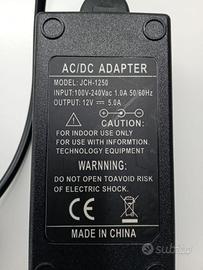 AC/DC ADAPTER
MODEL: JCH-1250
INPUT:100V-240Vac 1.0A 50/60Hz
OUTPUT: 12V ⎓ 5.0A
CAUTION:
FOR INDOOR USE ONLY
FOR USE WITH INFORMTION.
TECHNOLOGY EQUIPMENT
WARNNING:
DO NOT OPEN TOAVOID RISK
OF ELECTRIC SHOCK.
CE
MADE IN CHINA
subito